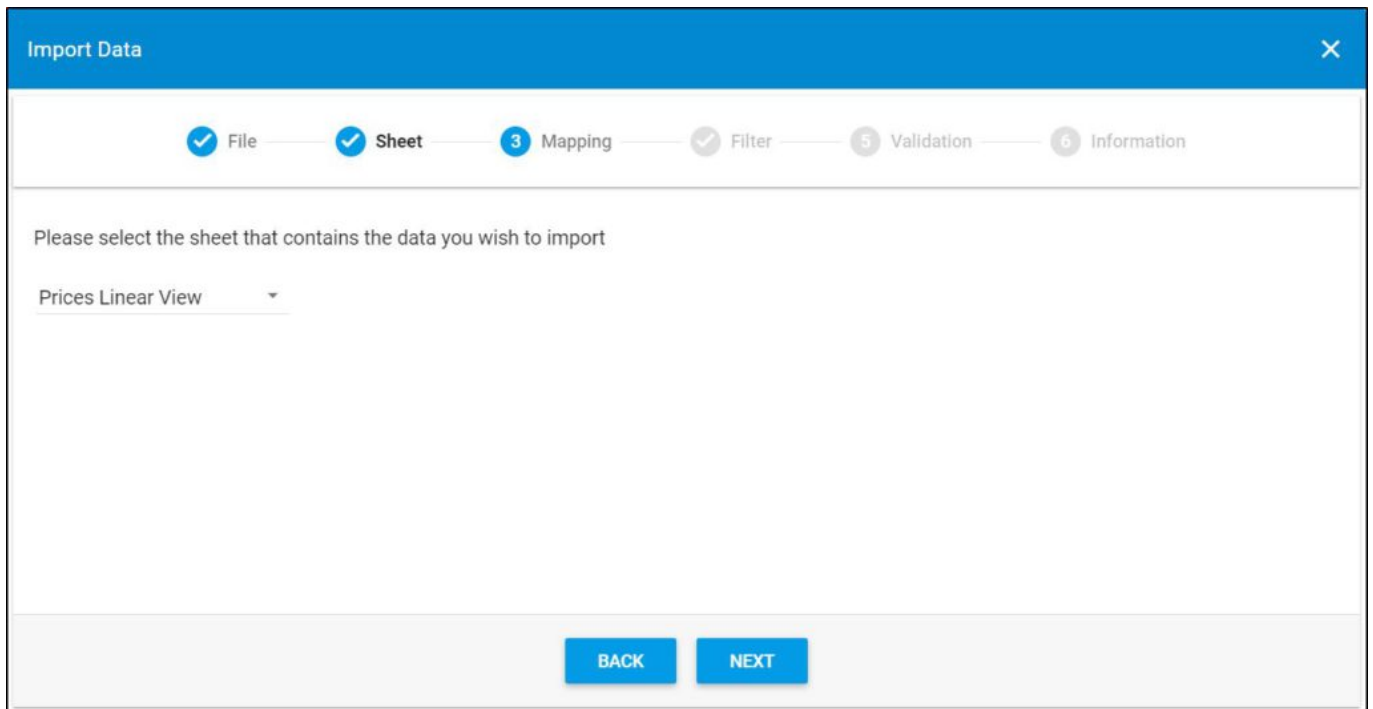 Import Data
File Sheet 3 Mapping Filter 5 Validation 6 Information
Please select the sheet that contains the data you wish to import
Prices Linear View
BACK NEXT